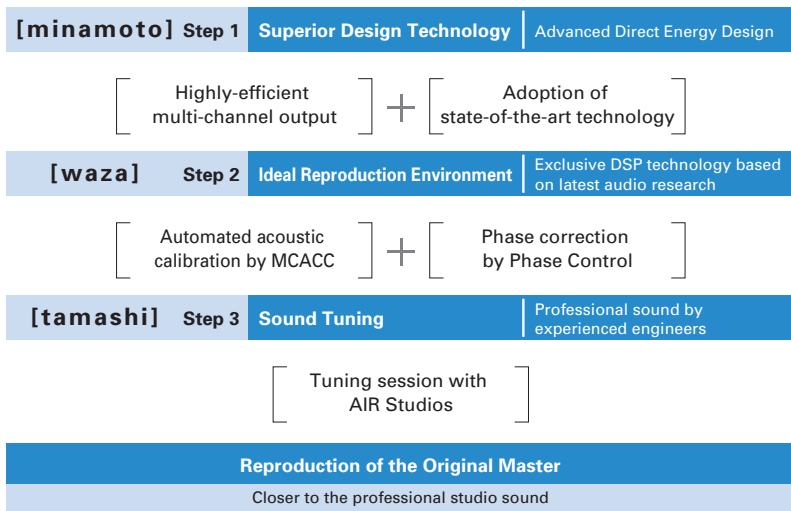 [minamoto] Step 1 Superior Design Technology Advanced Direct Energy Design
Highly-efficient
multi-channel output
+
Adoption of
state-of-the-art technology
[waza] Step 2 Ideal Reproduction Environment
Exclusive DSP technology based
on latest audio research
Automated acoustic
calibration by MCACC
+
Phase correction
by Phase Control
[tamashi] Step 3 Sound Tuning
Professional sound by
experienced engineers
Tuning session with
AIR Studios
Reproduction of the Original Master
Closer to the professional studio sound